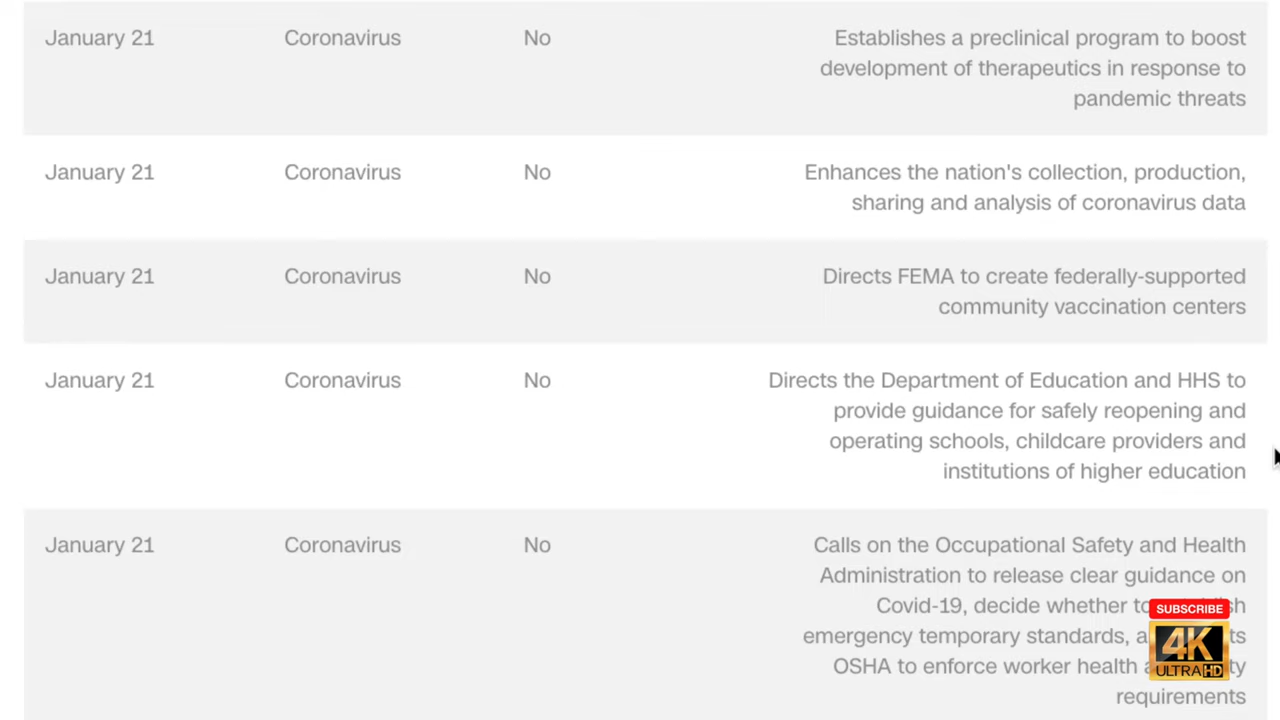 January 21 Coronavirus No Establishes a preclinical program to boost
development of therapeutics in response to
pandemic threats
January 21 Coronavirus No Enhances the nation's collection, production,
sharing and analysis of coronavirus data
January 21 Coronavirus No Directs FEMA to create federally-supported
community vaccination centers
January 21 Coronavirus No Directs the Department of Education and HHS to
provide guidance for safely reopening and
operating schools, childcare providers and
institutions of higher education
January 21 Coronavirus No Calls on the Occupational Safety and Health
Administration to release clear guidance on
Covid-19, decide whether to
emergency temporary standards,
OSHA to enforce worker health
requirements
SUBSCRIBE
4K
ULTRA HD